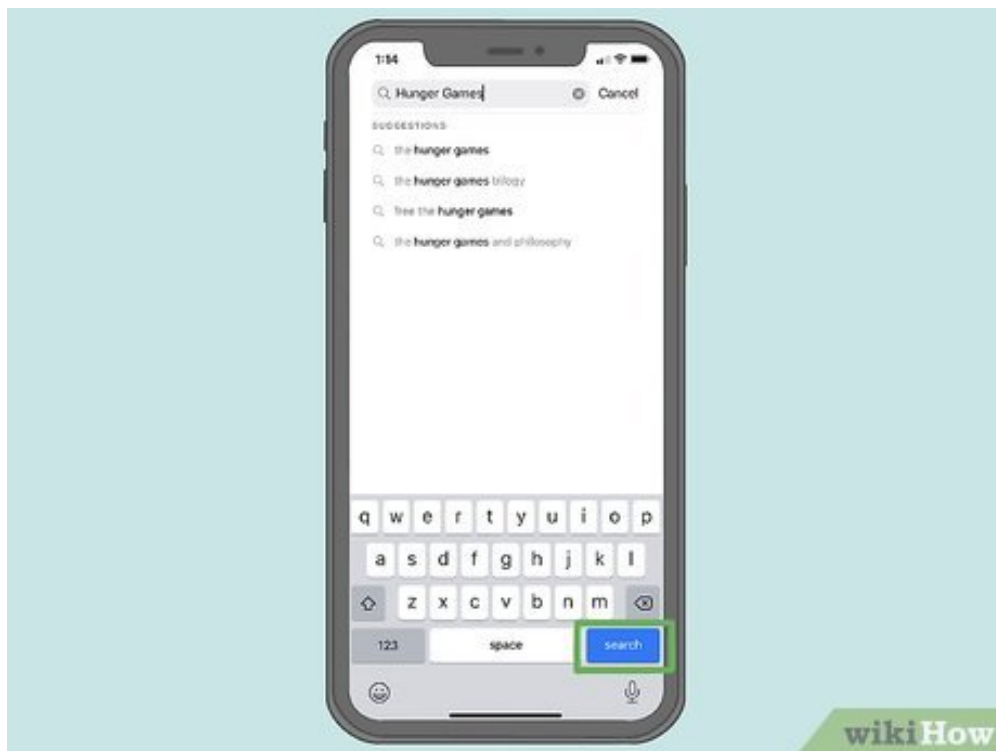 1:14
Hunger Games Cancel
SUGGESTIONS
the hunger games
the hunger games trilogy
free the hunger games
the hunger games and philosophy
q w e r t y u i o p
a s d f g h j k l
z x c v b n m
123 space search
wikiHow